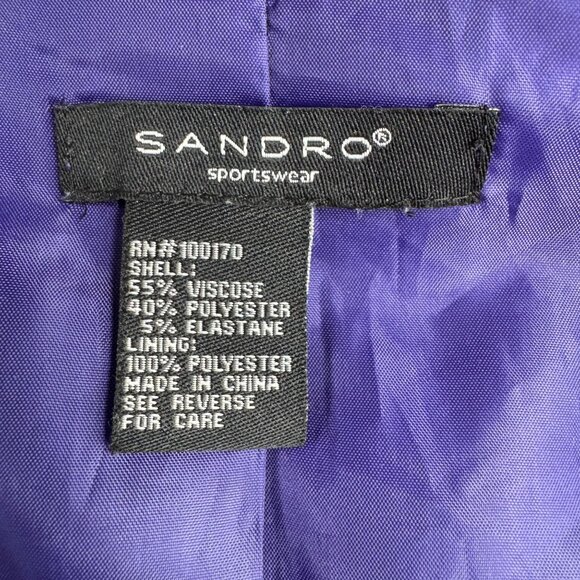 SANDRO®
sportswear
RN#100170
SHELL:
55% VISCOSE
40% POLYESTER
5% ELASTANE
LINING:
100% POLYESTER
MADE IN CHINA
SEE REVERSE
FOR CARE